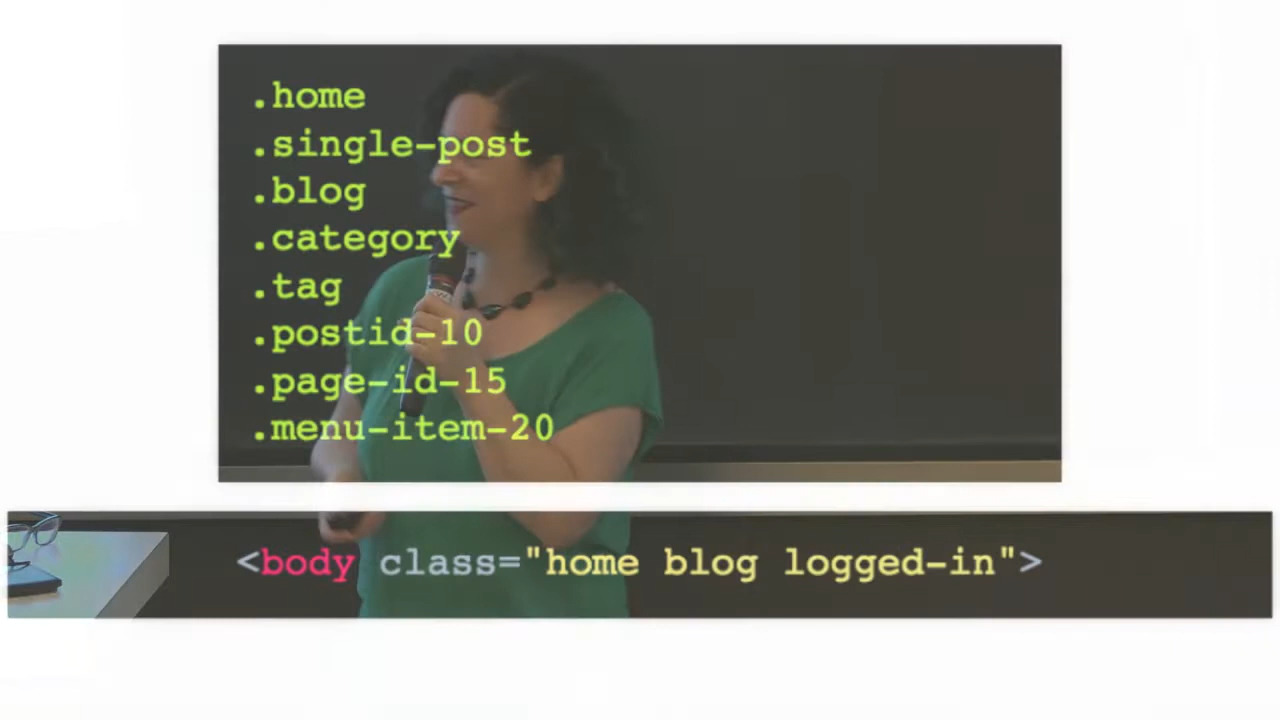 .home
.single-post
.blog
.category
.tag
.postid-10
.page-id-15
.menu-item-20
<body class="home blog logged-in">